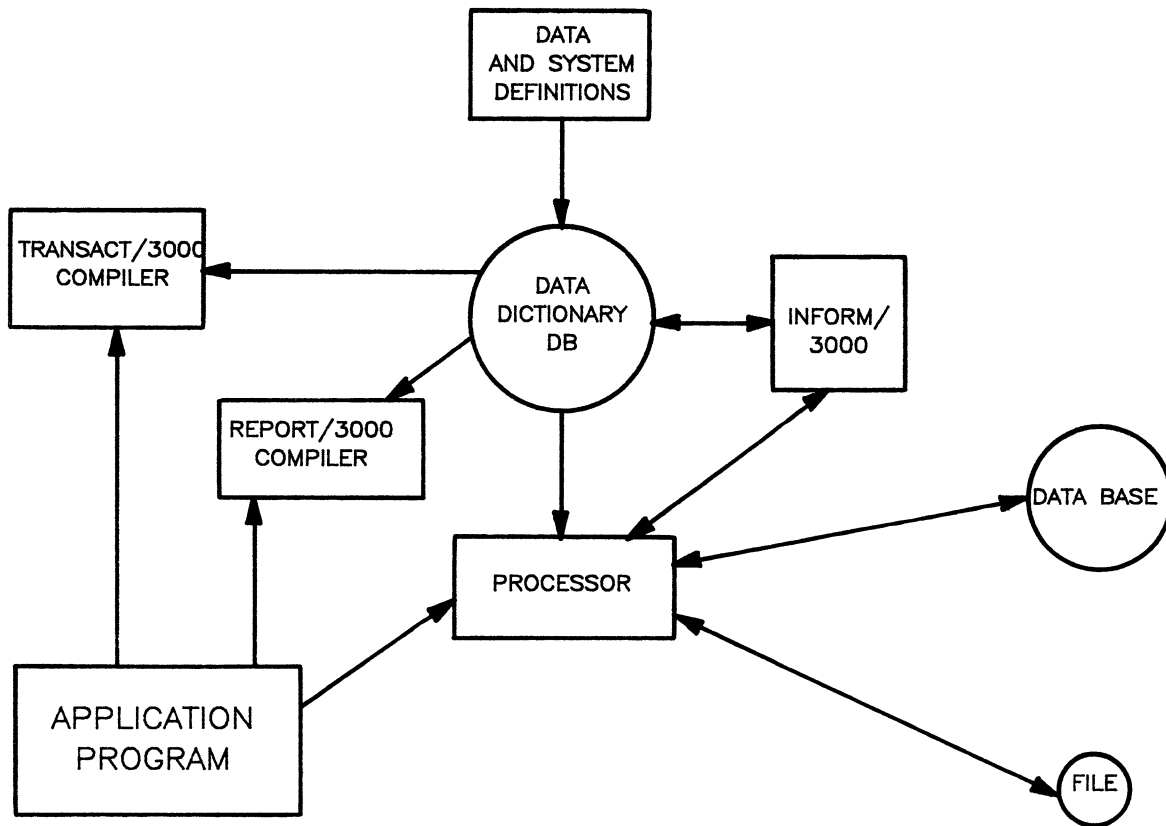 DATA
AND SYSTEM
DEFINITIONS
TRANSACT/3000
COMPILER
DATA
DICTIONARY
DB
INFORM/
3000
REPORT/3000
COMPILER
DATA BASE
PROCESSOR
APPLICATION
PROGRAM
FILE